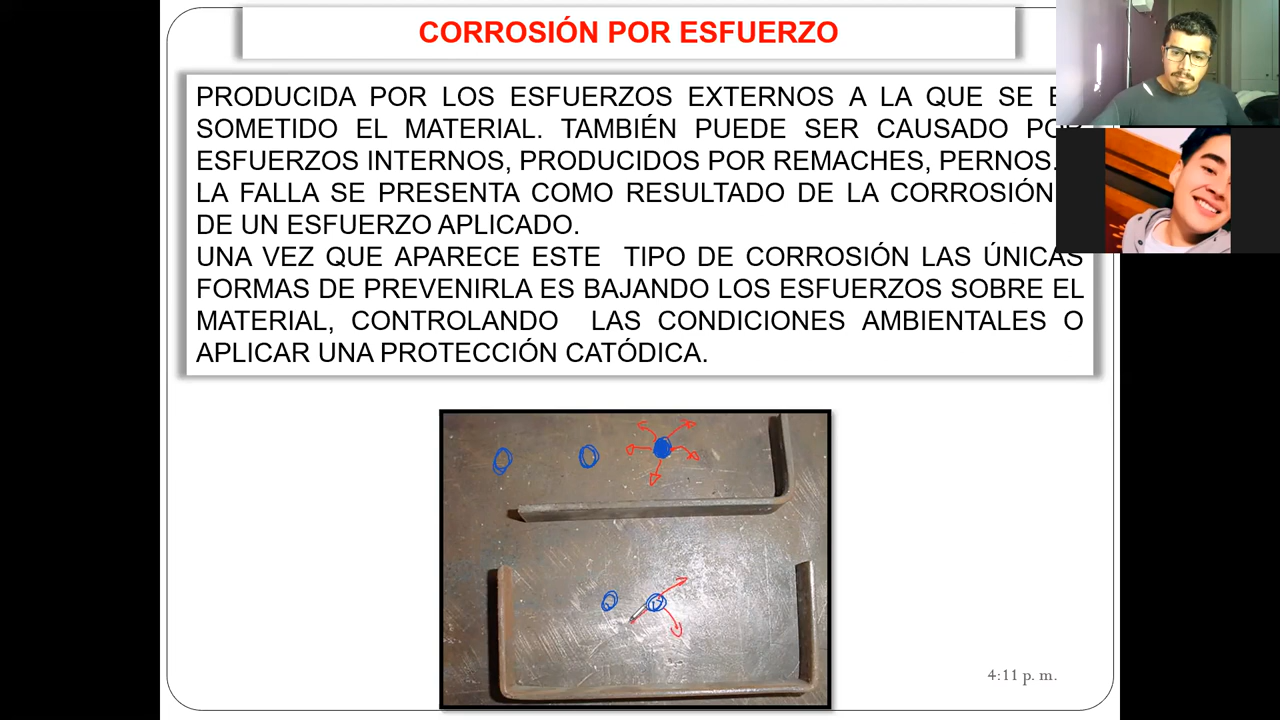 CORROSIÓN POR ESFUERZO
PRODUCIDA POR LOS ESFUERZOS EXTERNOS A LA QUE SE
SOMETIDO EL MATERIAL. TAMBIÉN PUEDE SER CAUSADO POR
ESFUERZOS INTERNOS, PRODUCIDOS POR REMACHES, PERNOS.
LA FALLA SE PRESENTA COMO RESULTADO DE LA CORROSIÓN
DE UN ESFUERZO APLICADO.
UNA VEZ QUE APARECE ESTE TIPO DE CORROSIÓN LAS ÚNICAS
FORMAS DE PREVENIRLA ES BAJANDO LOS ESFUERZOS SOBRE EL
MATERIAL, CONTROLANDO LAS CONDICIONES AMBIENTALES O
APLICAR UNA PROTECCIÓN CATÓDICA.
4:11 p. m.